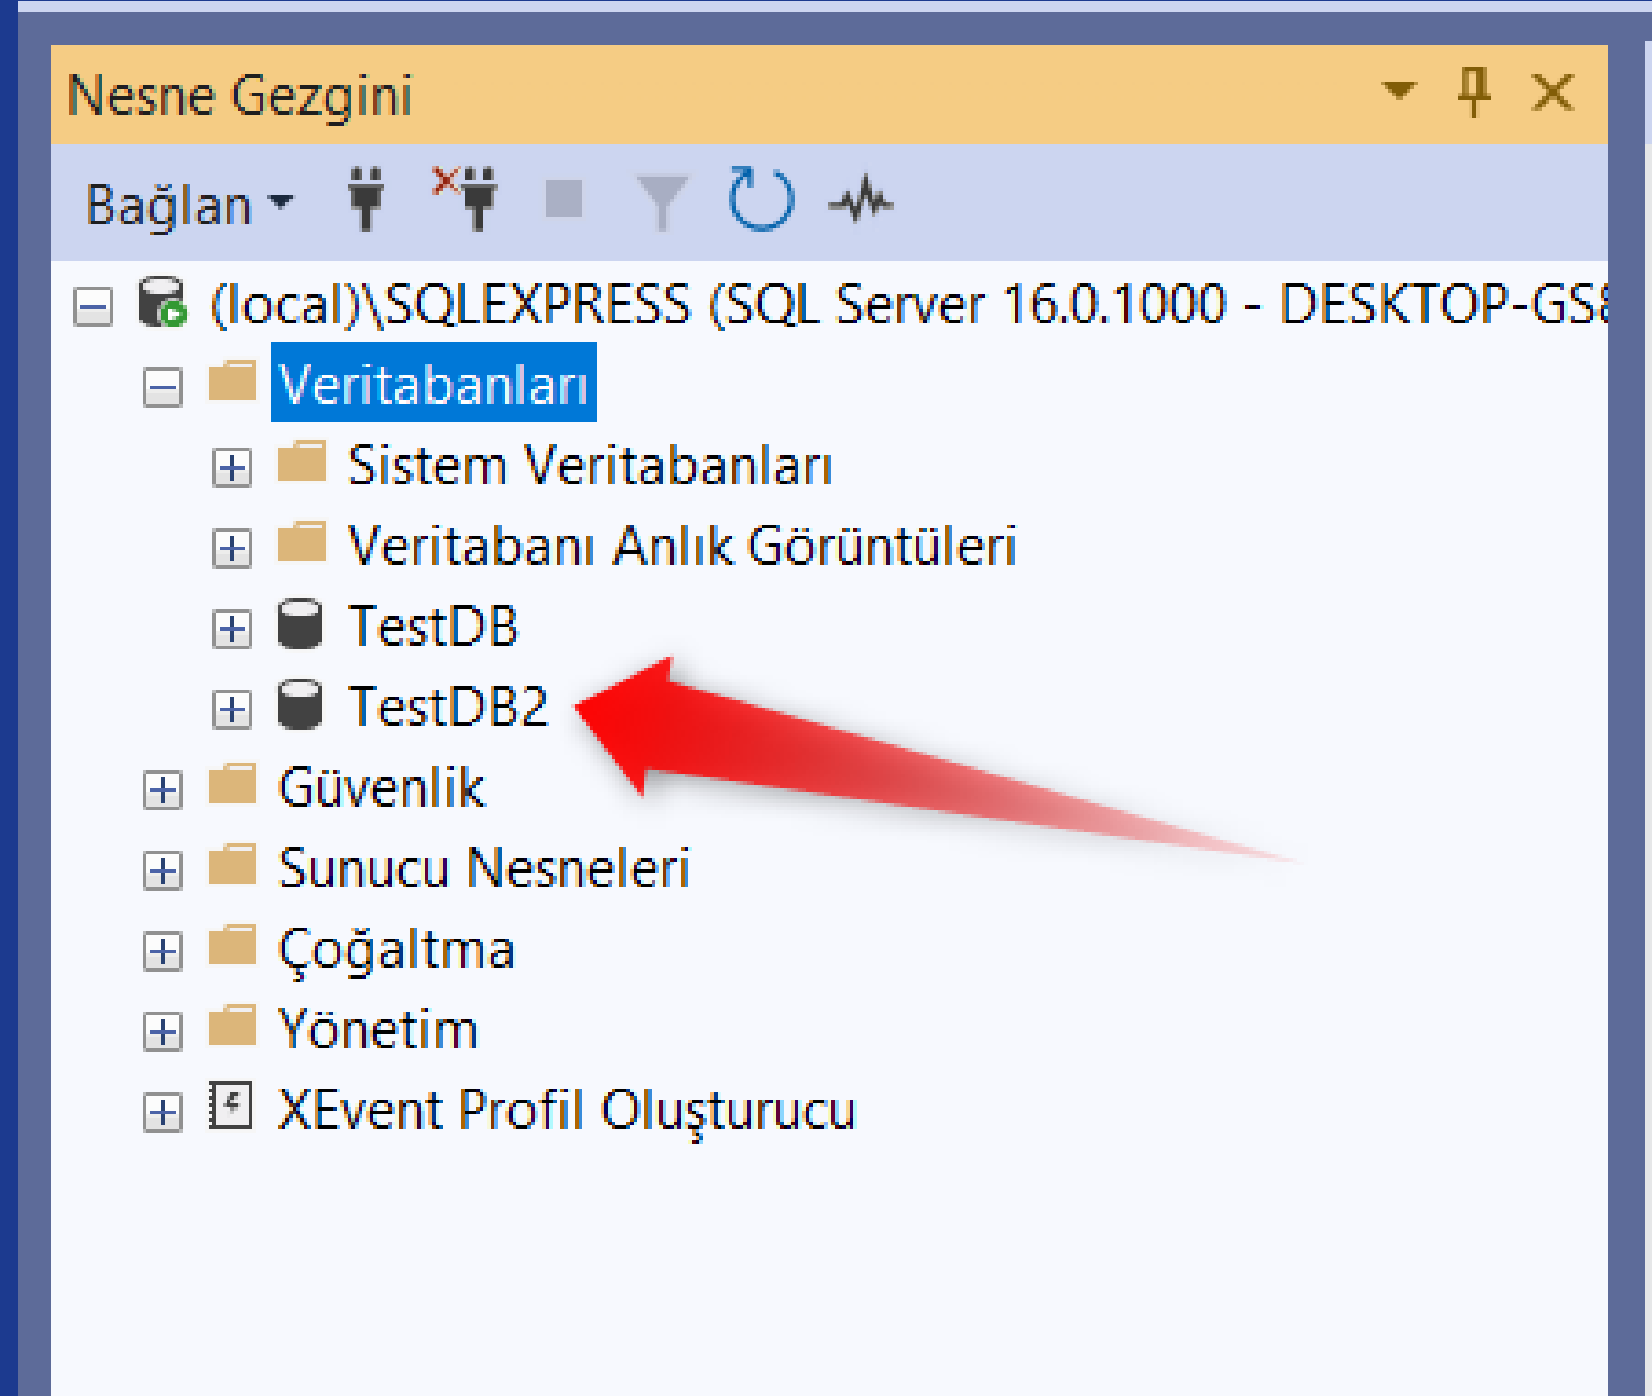 Nesne Gezgini
Bağlan
(local)\SQLEXPRESS (SQL Server 16.0.1000 - DESKTOP-GS
Veritabanları
Sistem Veritabanları
Veritabanı Anlık Görüntüleri
TestDB
TestDB2
Güvenlik
Sunucu Nesneleri
Çoğaltma
Yönetim
XEvent Profil Oluşturucu